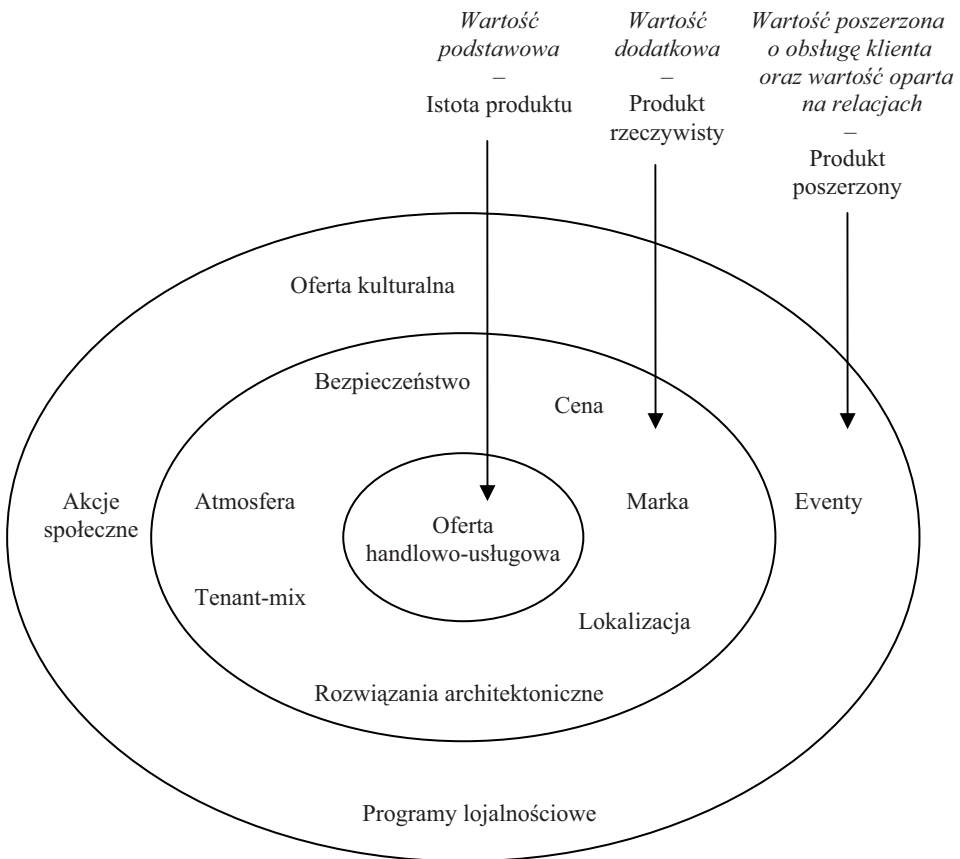 Wartość
podstawowa
–
Istota produktu
Wartość
dodatkowa
–
Produkt
rzeczywisty
Wartość poszerzona
o obsługę klienta
oraz wartość oparta
na relacjach
–
Produkt
poszerzony
Oferta kulturalna
Bezpieczeństwo
Cena
Akcje
społeczne
Atmosfera
Oferta
handlowo-usługowa
Marka
Eventy
Tenant-mix
Lokalizacja
Rozwiązania architektoniczne
Programy lojalnościowe